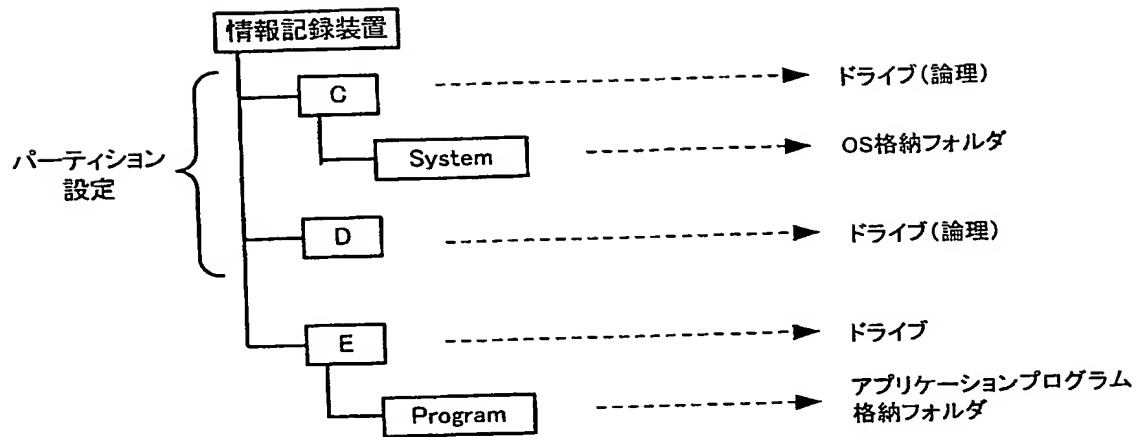 情報記録装置
C
ドライブ(論理)
System
OS格納フォルダ
パーティション
設定
D
ドライブ(論理)
E
ドライブ
Program
アプリケーションプログラム
格納フォルダ